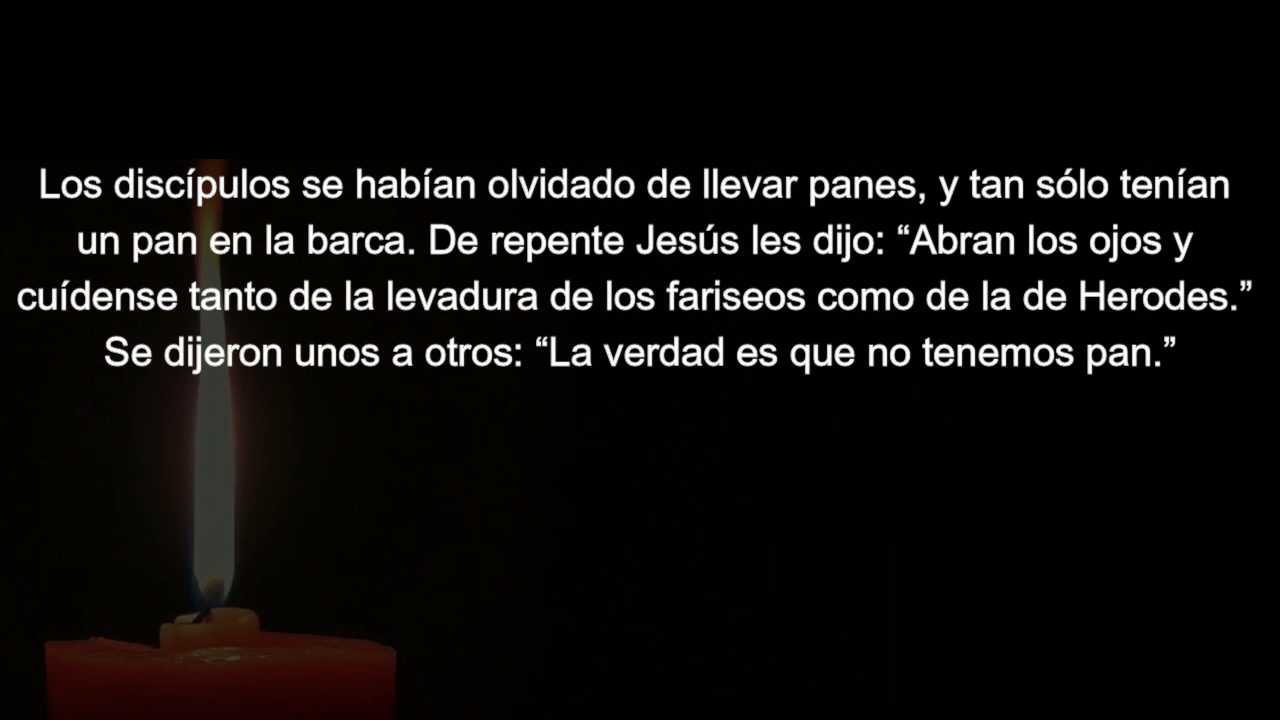 Los discípulos se habían olvidado de llevar panes, y tan sólo tenían
un pan en la barca. De repente Jesús les dijo: “Abran los ojos y
cuídense tanto de la levadura de los fariseos como de la de Herodes.”
Se dijeron unos a otros: “La verdad es que no tenemos pan.”